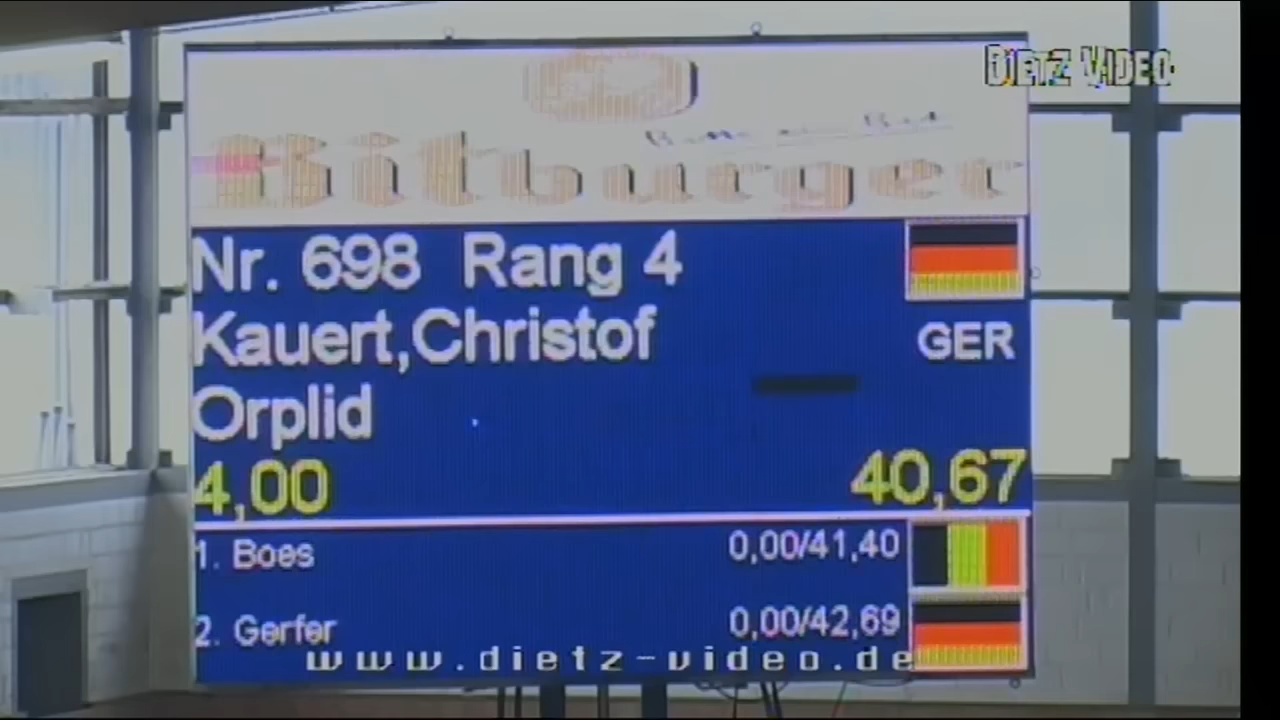 DIETZ VIDEO
Bitburger
Nr. 698 Rang 4
Kauert,Christof GER
Orplid
4,00 40,67
1. Boes 0,00/41,40
2. Gerfer 0,00/42,69
www.dietz-video.de